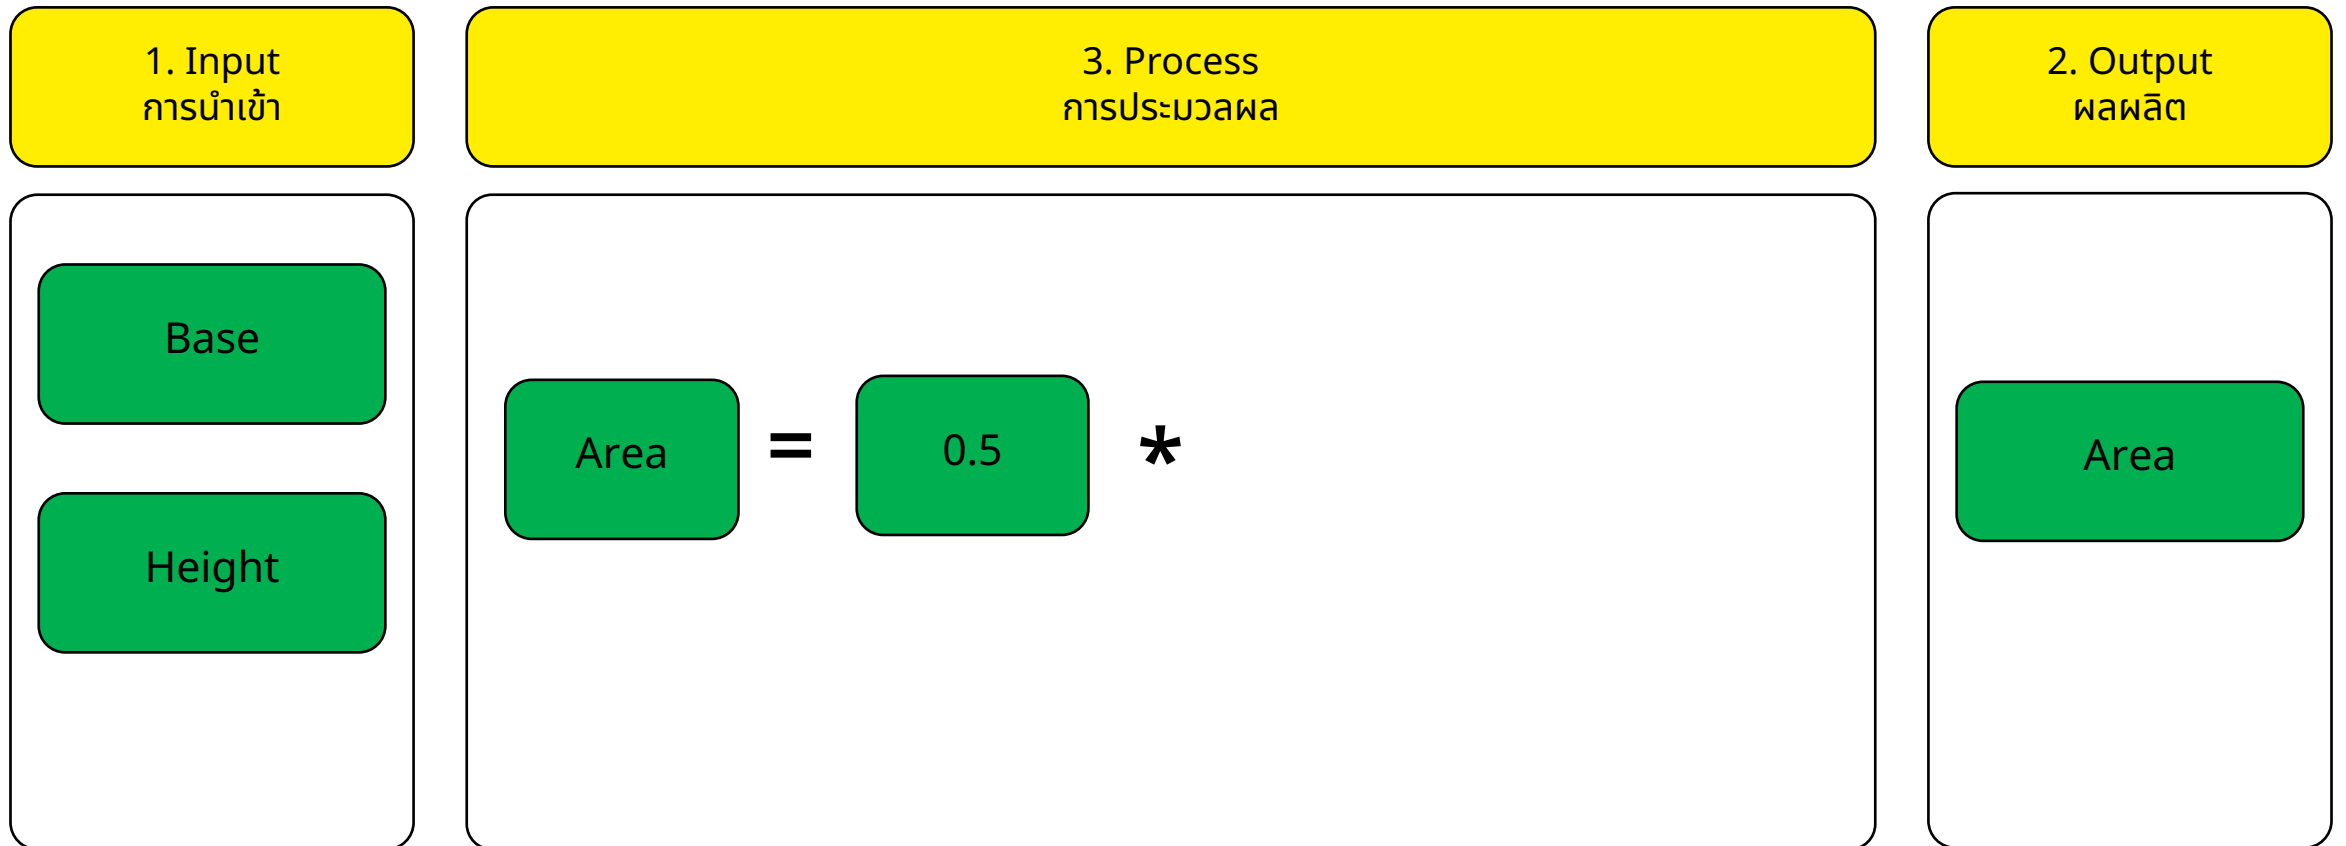 1. Input
การนำเข้า
3. Process
การประมวลผล
2. Output
ผลผลิต
Base
Height
Area = 0.5 *
Area